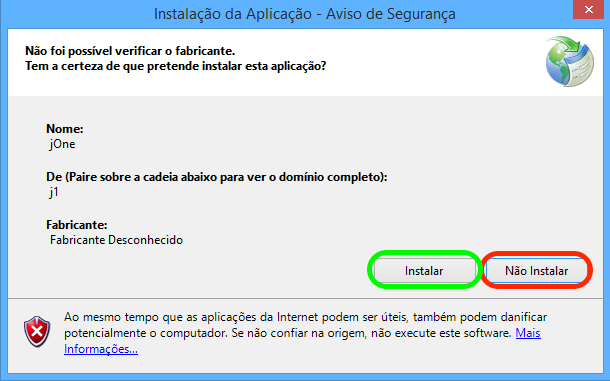 Instalação da Aplicação - Aviso de Segurança
Não foi possível verificar o fabricante.
Tem a certeza de que pretende instalar esta aplicação?
Nome:
jOne
De (Paire sobre a cadeia abaixo para ver o domínio completo):
j1
Fabricante:
Fabricante Desconhecido
Instalar
Não Instalar
Ao mesmo tempo que as aplicações da Internet podem ser úteis, também podem danificar
potencialmente o computador. Se não confiar na origem, não execute este software. Mais
Informações...